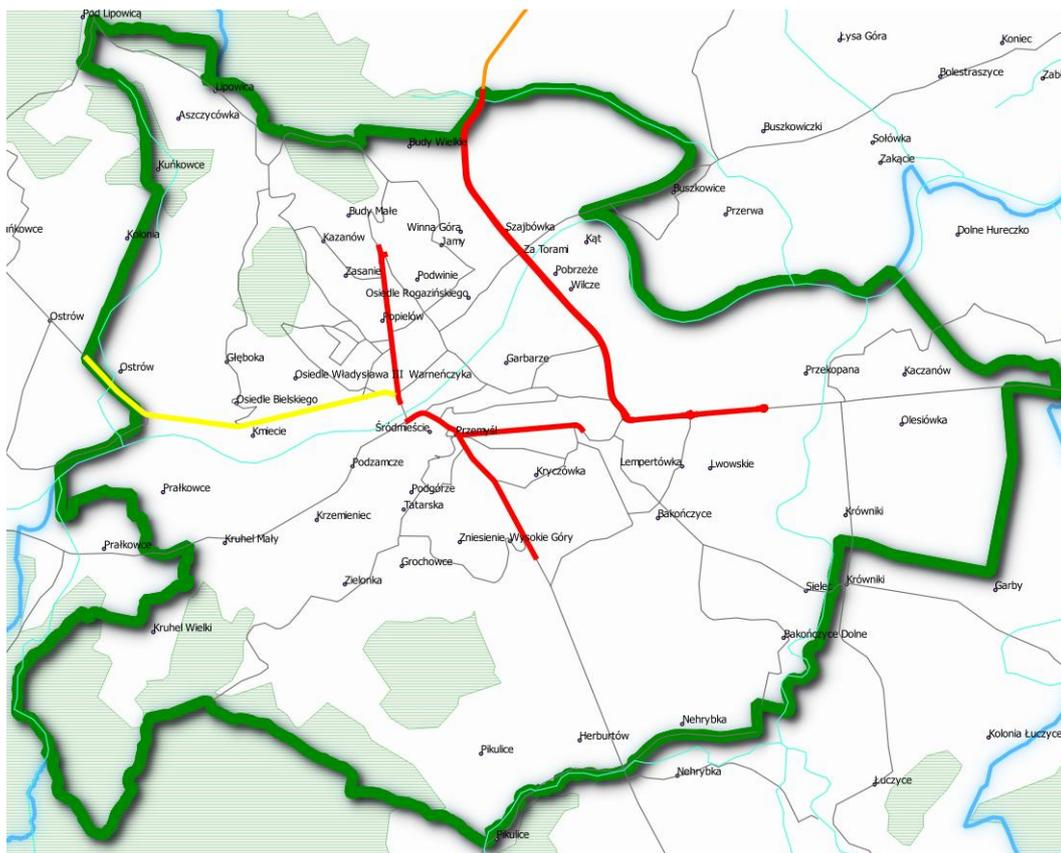 Pod Lipowicą
Łysa Góra
Koniec
Bolestraszyce
Lipowica
Aszczycówka
Buszkowiczki
Budy Wielkie
Sołówka
Zakącie
Kuńkowce
Buszkowice
Budy Małe
Przerwa
Winna Góra
Szajbówka
Kolonia
Kazanów
Jamy
Kąt
Dolne Hureczko
Za Torami
Zasanie
Podwinie
Pobrzeże
Wilcze
Osiedle Rogazińskiego
Ostrów
Popielów
Głęboka
Garbarze
Ostrów
Osiedle Władysława III Warneńczyka
Przekopana
Kaczanów
Osiedle Bielskiego
Kmiecie
Śródmieście
Przemyśl
Olesiówka
Podzamcze
Kryczówka
Lempertówka
Lwowskie
Prałkowce
Podgórze
Tatarska
Krzemieniec
Bakończyce
Krówniki
Prałkowce
Kruhel Mały
Zniesienie
Wysokie Góry
Grochowce
Zielonka
Sielec
Krówniki
Garby
Kruhel Wielki
Bakończyce Dolne
Nehrybka
Herburtów
Kolonia Łuczyce
Pikulice
Nehrybka
Łuczyce
Pikulice